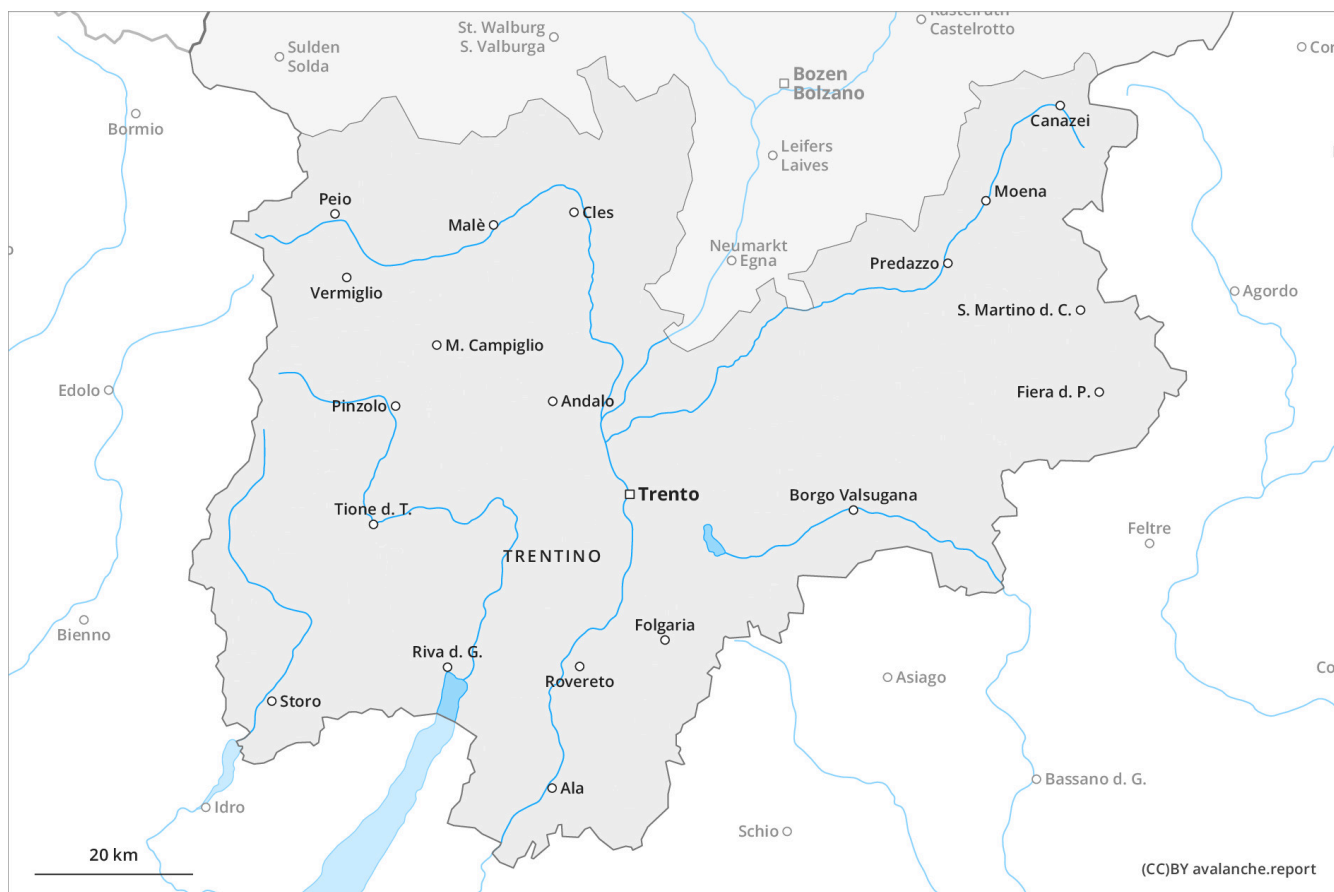 Castelrotto
St. Walburg
S. Valburga
Sulden
Solda
Bozen
Bolzano
Bormio
Canazei
Leifers
Laives
Peio
Moena
Malè
Cles
Neumarkt
Egna
Predazzo
Vermiglio
Agordo
S. Martino d. C.
M. Campiglio
Edolo
Pinzolo
Andalo
Fiera d. P.
Trento
Borgo Valsugana
Tione d. T.
Feltre
TRENTINO
Bienno
Folgaria
Riva d. G.
Rovereto
Asiago
Storo
Bassano d. G.
Ala
Idro
Schio
20 km
(CC)BY avalanche.report